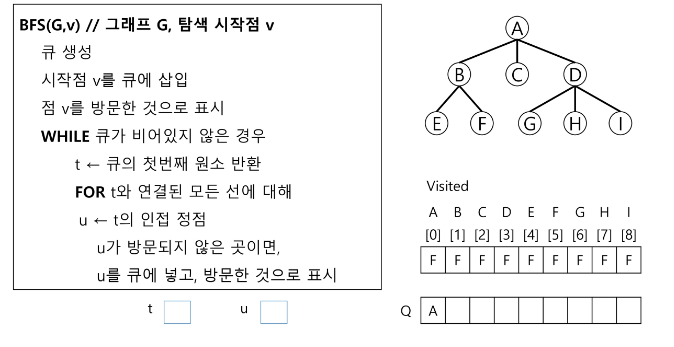 BFS(G,v) // 그래프 G, 탐색 시작점 v
큐 생성
시작점 v를 큐에 삽입
점 v를 방문한 것으로 표시
WHILE 큐가 비어있지 않은 경우
t ← 큐의 첫번째 원소 반환
FOR t와 연결된 모든 선에 대해
u ← t의 인접 정점
u가 방문되지 않은 곳이면,
u를 큐에 넣고, 방문한 것으로 표시
t u
A
B C D
E F G H I
Visited
A B C D E F G H I
[0] [1] [2] [3] [4] [5] [6] [7] [8]
F F F F F F F F F
Q A